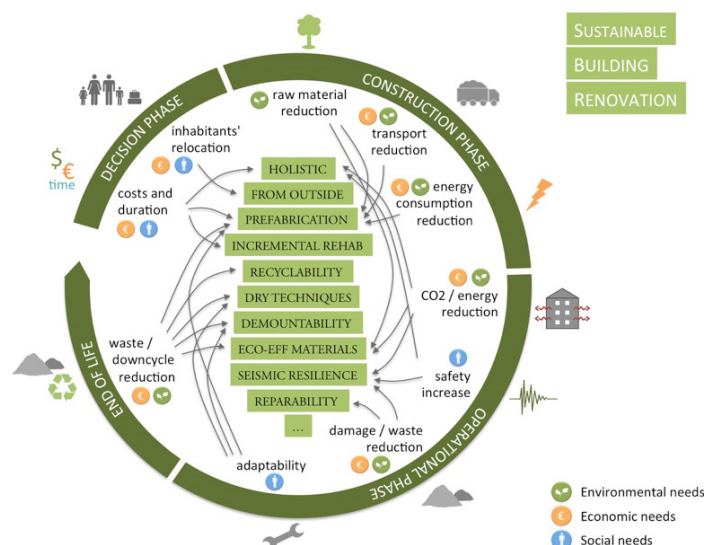 SUSTAINABLE
BUILDING
RENOVATION
DECISION PHASE
CONSTRUCTION PHASE
OPERATIONAL PHASE
END OF LIFE
$
€
time
raw material
reduction
€
transport
reduction
inhabitants'
relocation
€
costs and
duration
€
€
energy
consumption
reduction
HOLISTIC
FROM OUTSIDE
PREFABRICATION
INCREMENTAL REHAB
RECYCLABILITY
DRY TECHNIQUES
DEMOUNTABILITY
ECO-EFF MATERIALS
SEISMIC RESILIENCE
REPARABILITY
...
€
CO2 / energy
reduction
safety
increase
waste /
downcycle
reduction
€
damage / waste
reduction
€
adaptability
Environmental needs
€
Economic needs
Social needs